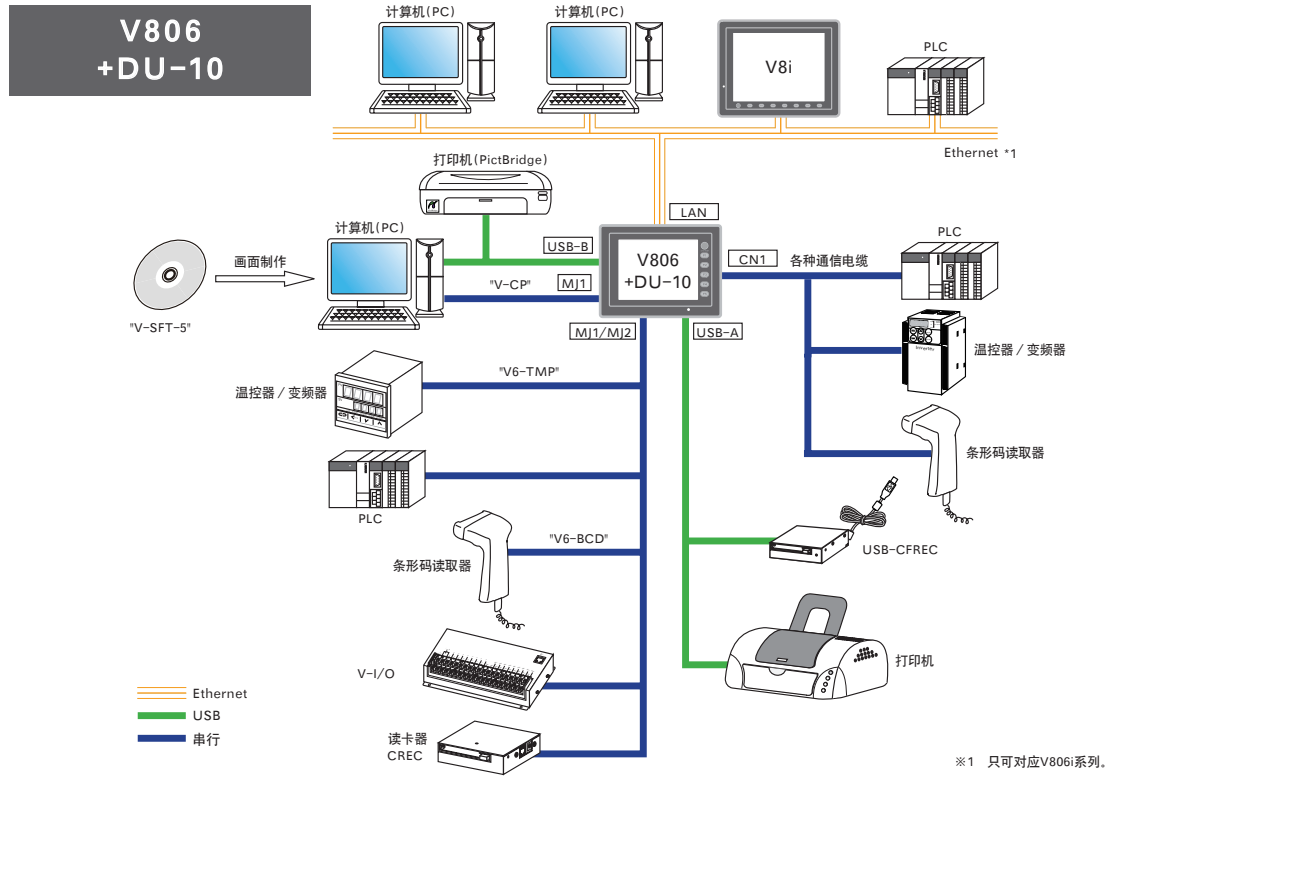 V806
+DU-10
计算机(PC)
计算机(PC)
V8i
PLC
Ethernet *1
打印机(PictBridge)
LAN
计算机(PC)
USB-B
V806
+DU-10
CN1
各种通信电缆
PLC
画面制作
"V-CP"
MJ1
"V-SFT-5"
MJ1/MJ2
USB-A
温控器 / 变频器
"V6-TMP"
温控器 / 变频器
条形码读取器
PLC
"V6-BCD"
USB-CFREC
条形码读取器
V-I/O
打印机
Ethernet
USB
串行
读卡器
CREC
※1 只可对应V806i系列。